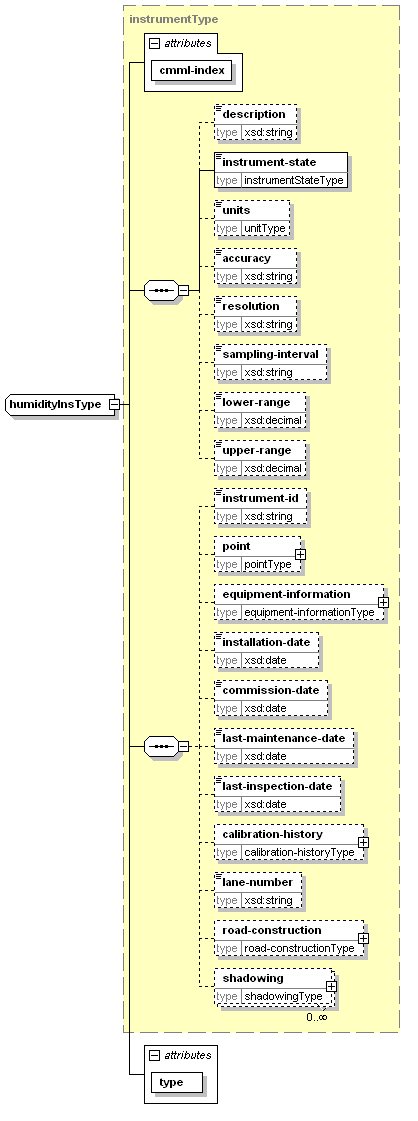 instrumentType
attributes
cmml-index
description
type xsd:string
instrument-state
type instrumentStateType
units
type unitType
accuracy
type xsd:string
resolution
type xsd:string
sampling-interval
type xsd:string
lower-range
type xsd:decimal
humidityInsType
upper-range
type xsd:decimal
instrument-id
type xsd:string
point
type pointType
equipment-information
type equipment-informationType
installation-date
type xsd:date
commission-date
type xsd:date
last-maintenance-date
type xsd:date
last-inspection-date
type xsd:date
calibration-history
type calibration-historyType
lane-number
type xsd:string
road-construction
type road-constructionType
shadowing
type shadowingType
0..∞
attributes
type